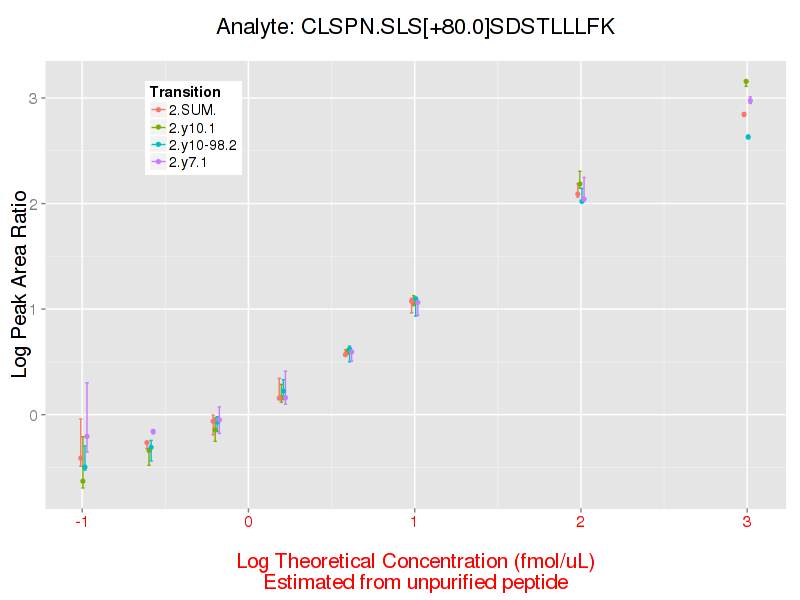 Analyte: CLSPN.SLS[+80.0]SDSTLLLFK
Log Peak Area Ratio
3
2
1
0
Transition
2.SUM.
2.y10.1
2.y10-98.2
2.y7.1
-1
0
1
2
3
Log Theoretical Concentration (fmol/uL)
Estimated from unpurified peptide